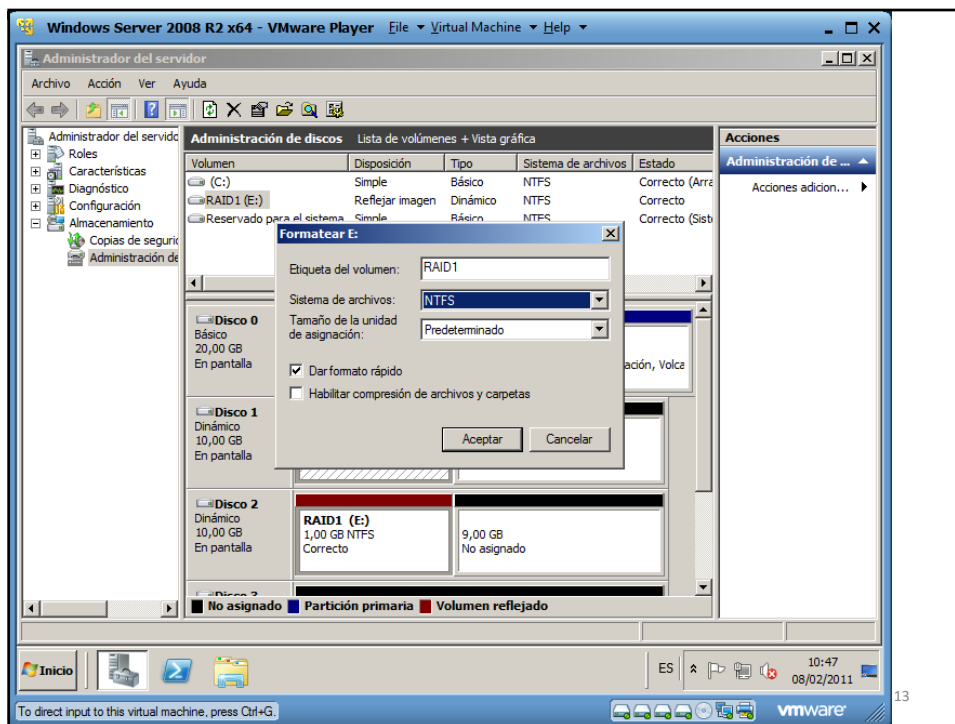 Windows Server 2008 R2 x64 - VMware Player File Virtual Machine Help
Administrador del servidor
Archivo Acción Ver Ayuda
Administrador del servidc
Roles
Características
Diagnóstico
Configuración
Almacenamiento
Copias de seguric
Administración de
Administración de discos Lista de volúmenes + Vista gráfica
Volumen Disposición Tipo Sistema de archivos Estado
(C:) Simple Básico NTFS Correcto (Arra
RAID1 (E:) Reflejar imagen Dinámico NTFS Correcto
Reservado para el sistema Simple Básico NTFS Correcto (Siste
Formatear E:
Etiqueta del volumen: RAID1
Sistema de archivos: NTFS
Tamaño de la unidad
de asignación: Predeterminado
Dar formato rápido
Habilitar compresión de archivos y carpetas
Aceptar Cancelar
Disco 0
Básico
20,00 GB
En pantalla
ación, Volca
Disco 1
Dinámico
10,00 GB
En pantalla
Disco 2
Dinámico
10,00 GB
En pantalla
RAID1 (E:)
1,00 GB NTFS
Correcto
9,00 GB
No asignado
No asignado Partición primaria Volumen reflejado
Acciones
Administración de ...
Acciones adicion...
Inicio
ES
10:47
08/02/2011
To direct input to this virtual machine, press Ctrl+G.
vmware
13